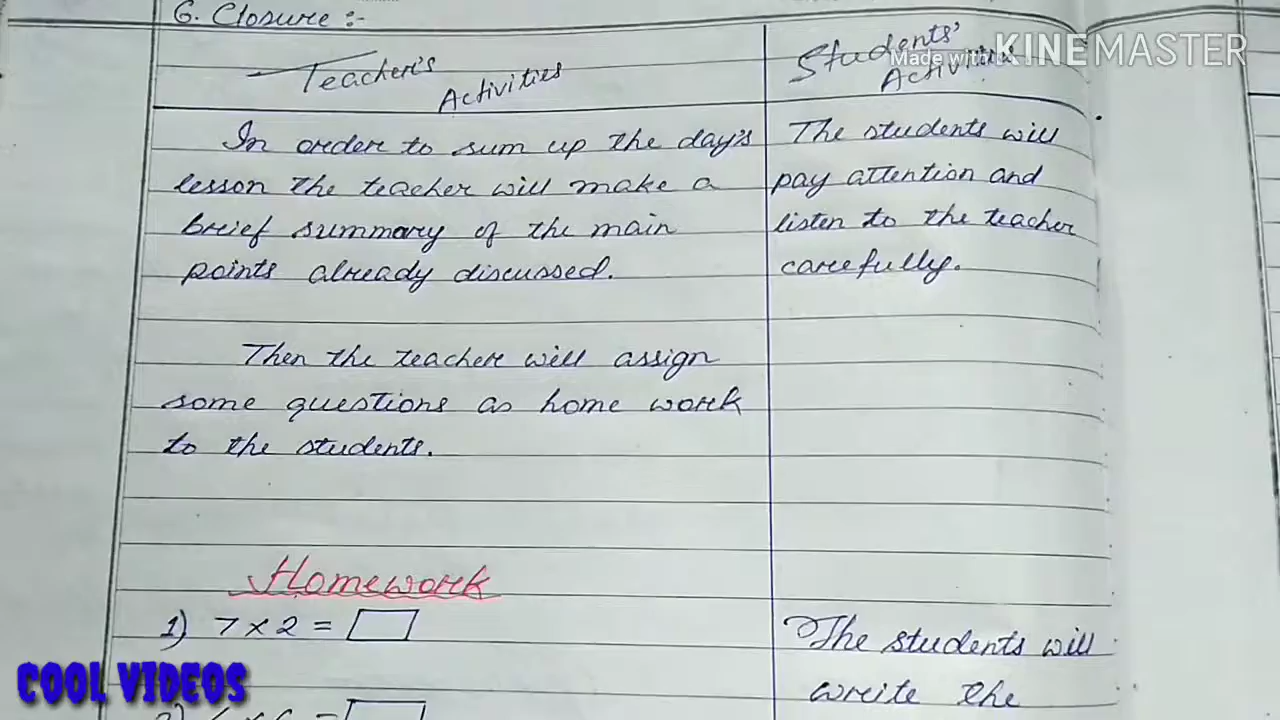 6. Closure :-
Teacher's Activities
Students' Activities
Made with KINEMASTER
In order to sum up the day's
lesson the teacher will make a
brief summary of the main
points already discussed.
Then the teacher will assign
some questions as home work
to the students.
The students will
pay attention and
listen to the teacher
carefully.
Homework
1) 7 × 2 =
The students will
write the
COOL VIDEOS